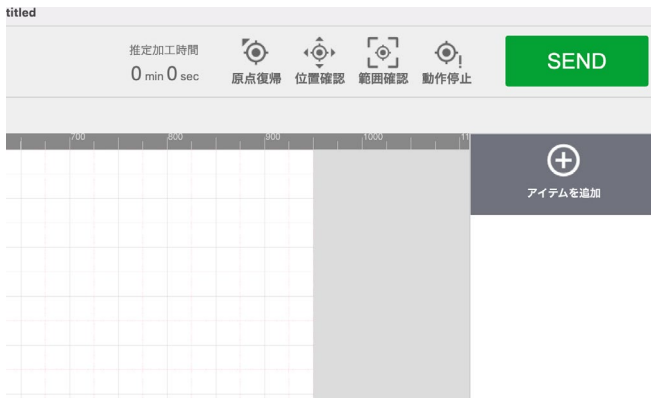 titled
推定加工時間
0 min 0 sec
原点復帰 位置確認 範囲確認 動作停止
SEND
700 800 900 1000 11
アイテムを追加